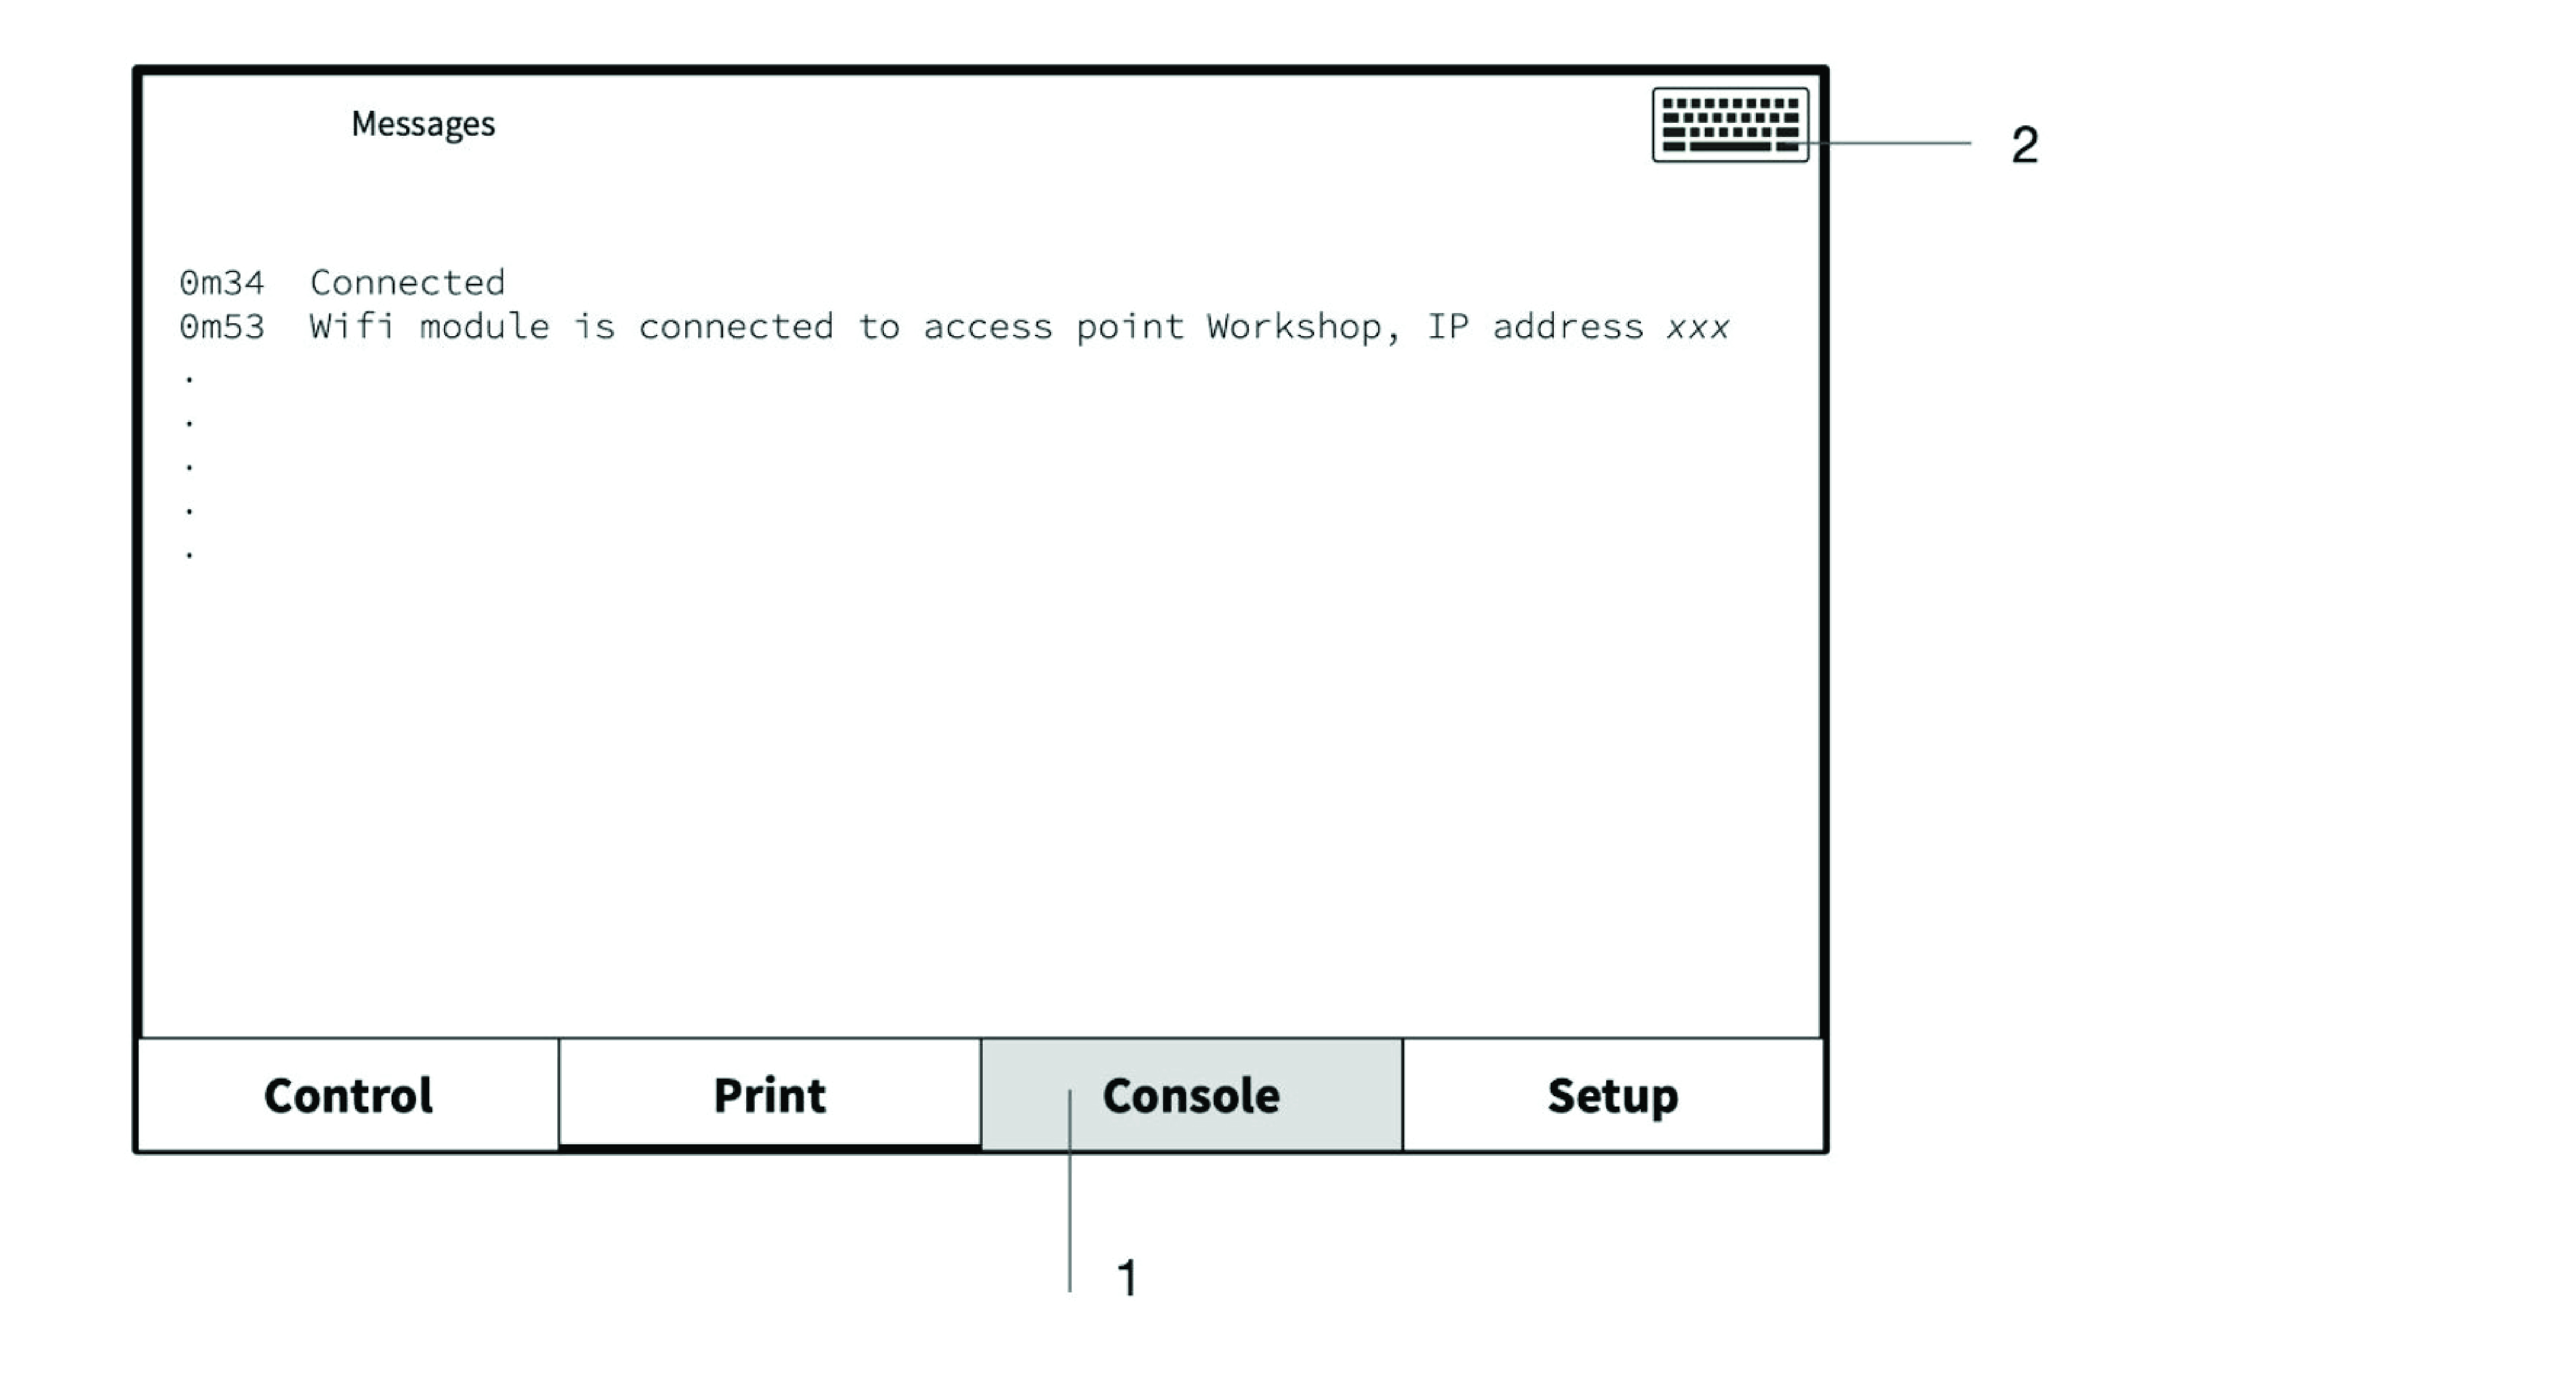 Messages
2
0m34 Connected
0m53 Wifi module is connected to access point Workshop, IP address xxx
.
.
.
.
.
Control Print Console Setup
1